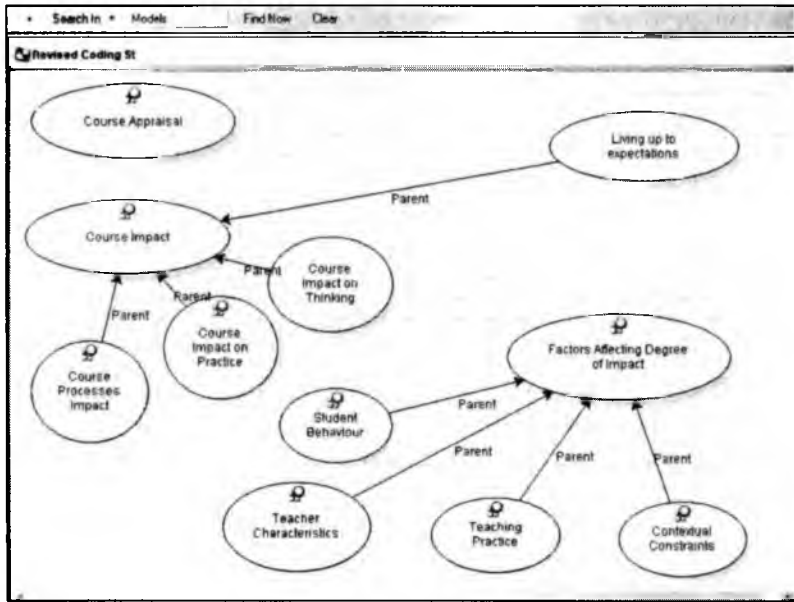 Search In
Models
Find Now
Clear
Revised Coding St
Course Appraisal
Living up to
expectations
Parent
Course Impact
Parent
Course
Impact on
Thinking
Parent
Parent
Course
Impact on
Practice
Course
Processes
Impact
Factors Affecting Degree
of Impact
Student
Behaviour
Parent
Parent
Parent
Parent
Teacher
Characteristics
Teaching
Practice
Contextual
Constraints